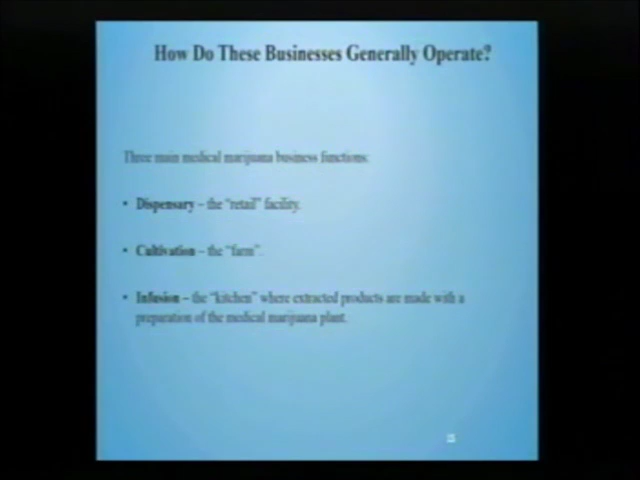 How Do These Businesses Generally Operate?
Three main medical marijuana business functions:
• Dispensary – the "retail" facility.
• Cultivation – the "farm".
• Infusion – the "kitchen" where extracted products are made with a
preparation of the medical marijuana plant.